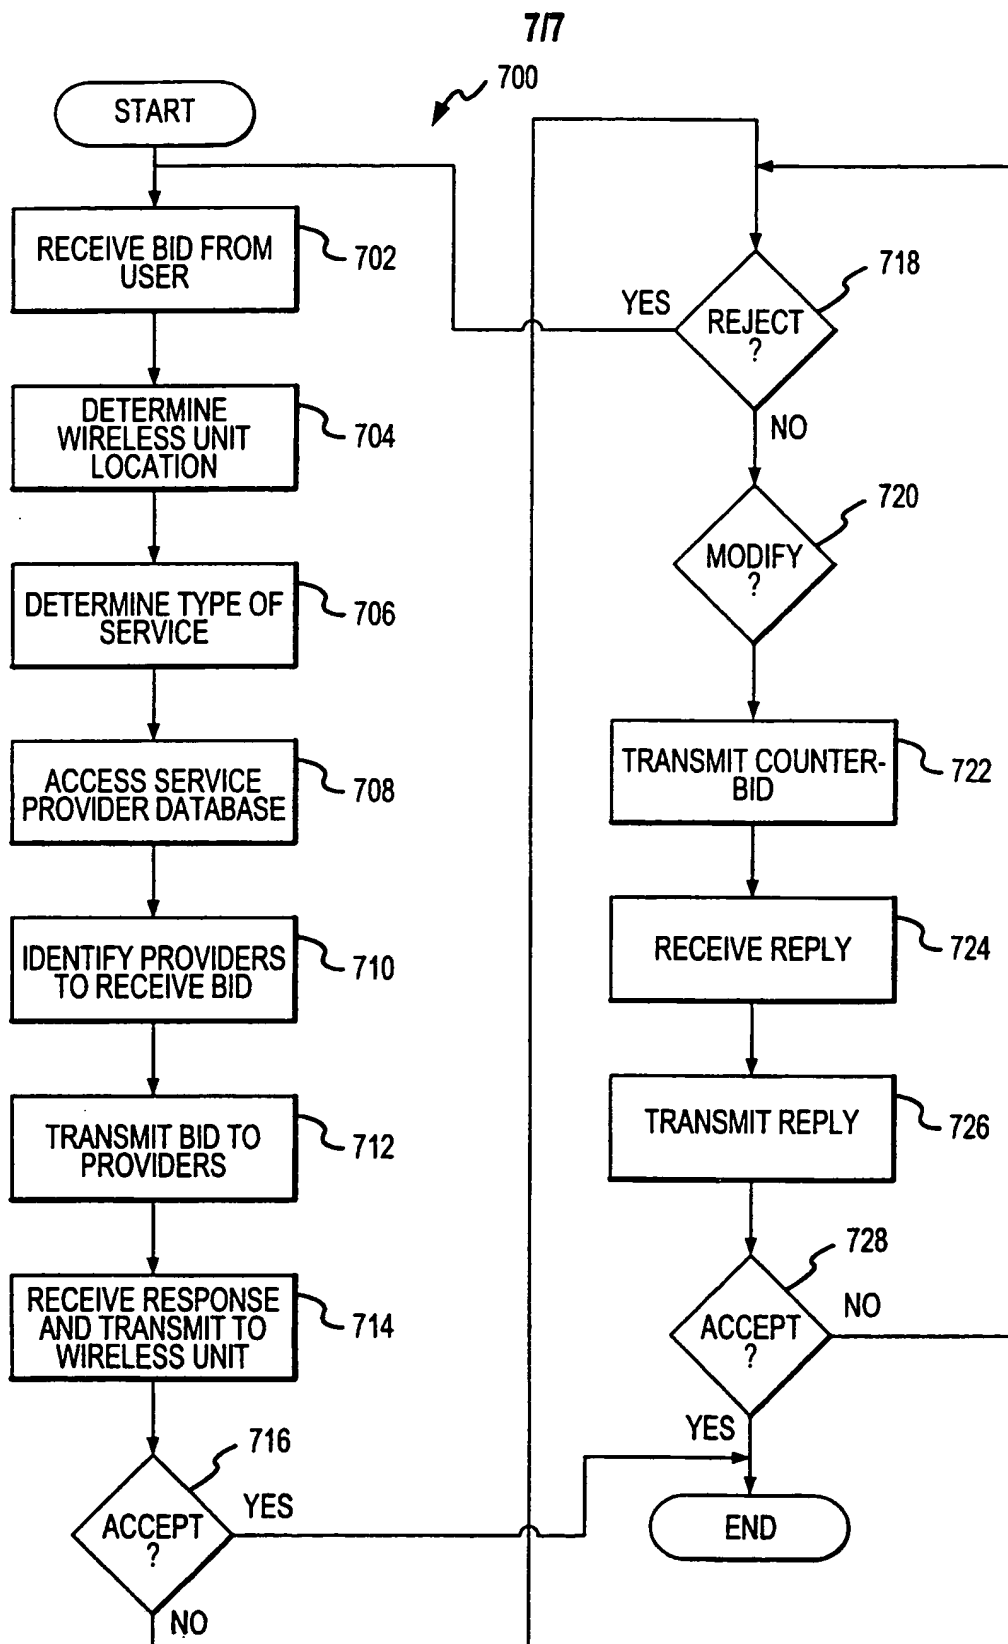 7/7
700
START
RECEIVE BID FROM
USER
702
DETERMINE
WIRELESS UNIT
LOCATION
704
DETERMINE TYPE OF
SERVICE
706
ACCESS SERVICE
PROVIDER DATABASE
708
IDENTIFY PROVIDERS
TO RECEIVE BID
710
TRANSMIT BID TO
PROVIDERS
712
RECEIVE RESPONSE
AND TRANSMIT TO
WIRELESS UNIT
714
716
ACCEPT
?
YES
NO
718
REJECT
?
YES
NO
720
MODIFY
?
TRANSMIT COUNTER-
BID
722
RECEIVE REPLY
724
TRANSMIT REPLY
726
728
ACCEPT
?
NO
YES
END